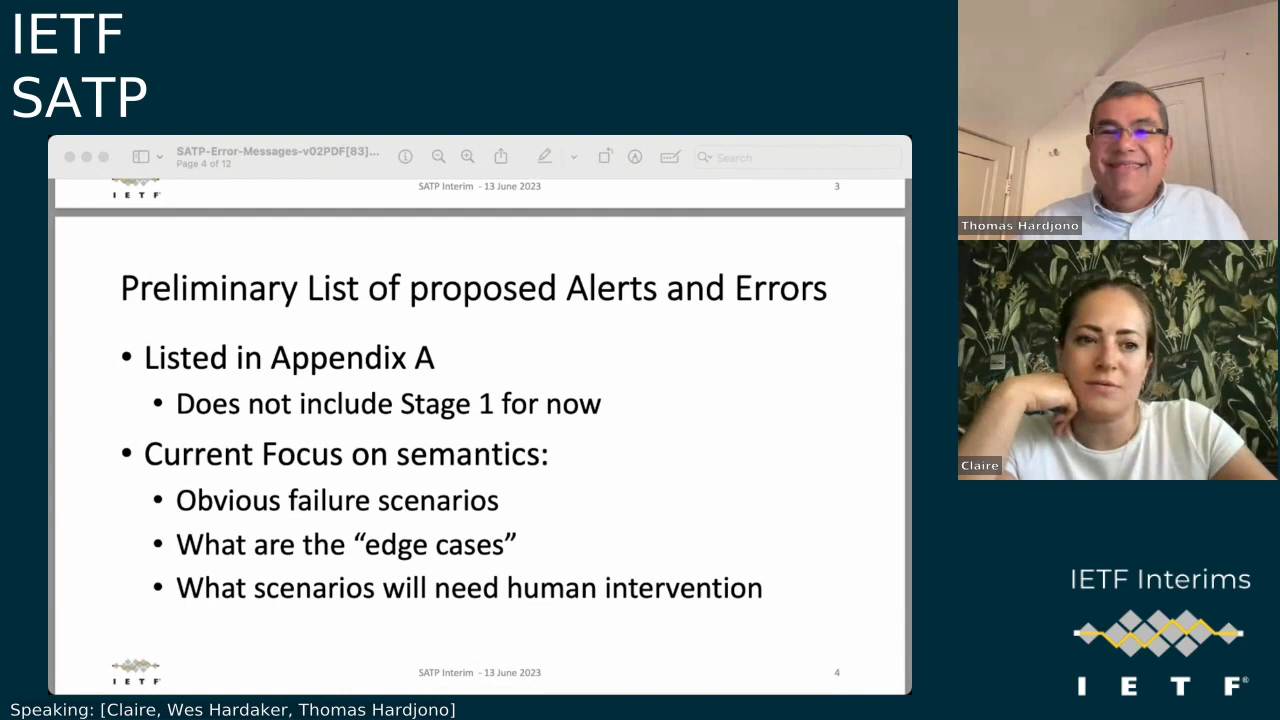 IETF
SATP
SATP-Error-Messages-v02PDF[83]...
Page 4 of 12
Search
I E T F
SATP Interim - 13 June 2023
3
Preliminary List of proposed Alerts and Errors
• Listed in Appendix A
• Does not include Stage 1 for now
• Current Focus on semantics:
• Obvious failure scenarios
• What are the “edge cases”
• What scenarios will need human intervention
I E T F
SATP Interim - 13 June 2023
4
Thomas Hardjono
Claire
IETF Interims
I E T F®
Speaking: [Claire, Wes Hardaker, Thomas Hardjono]